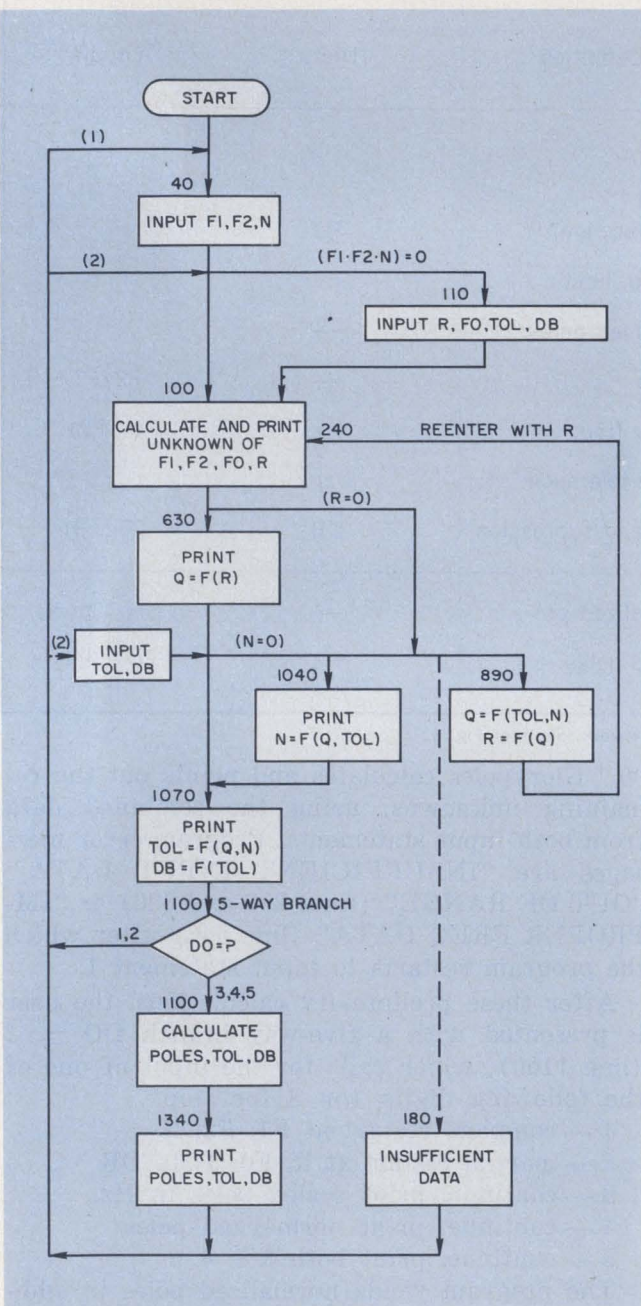 START
(1)
40
INPUT F1,F2,N
(2)
(F1·F2·N)=0
110
INPUT R, FO,TOL, DB
100
CALCULATE AND PRINT
UNKNOWN OF
F1, F2, FO, R
240
REENTER WITH R
(R=0)
630
PRINT
Q=F(R)
(2)
INPUT
TOL,DB
(N=0)
1040
PRINT
N=F(Q,TOL)
890
Q=F(TOL,N)
R=F(Q)
1070
PRINT
TOL=F(Q,N)
DB=F(TOL)
1100
5-WAY BRANCH
1,2
DO=?
3,4,5
1100
CALCULATE
POLES,TOL,DB
1340
PRINT
POLES,TOL,DB
180
INSUFFICIENT
DATA